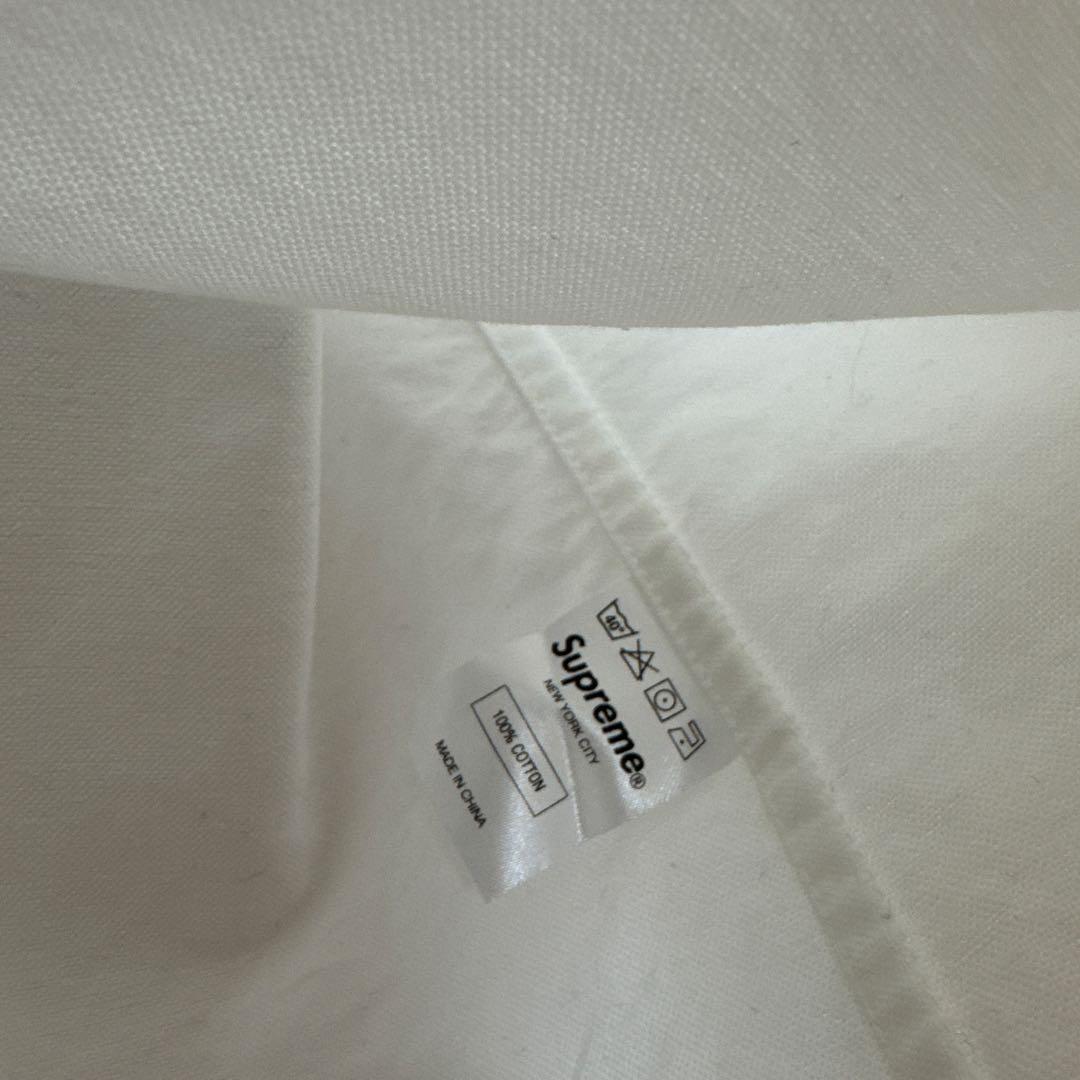 40°
Supreme®
NEW YORK CITY
100% COTTON
MADE IN CHINA